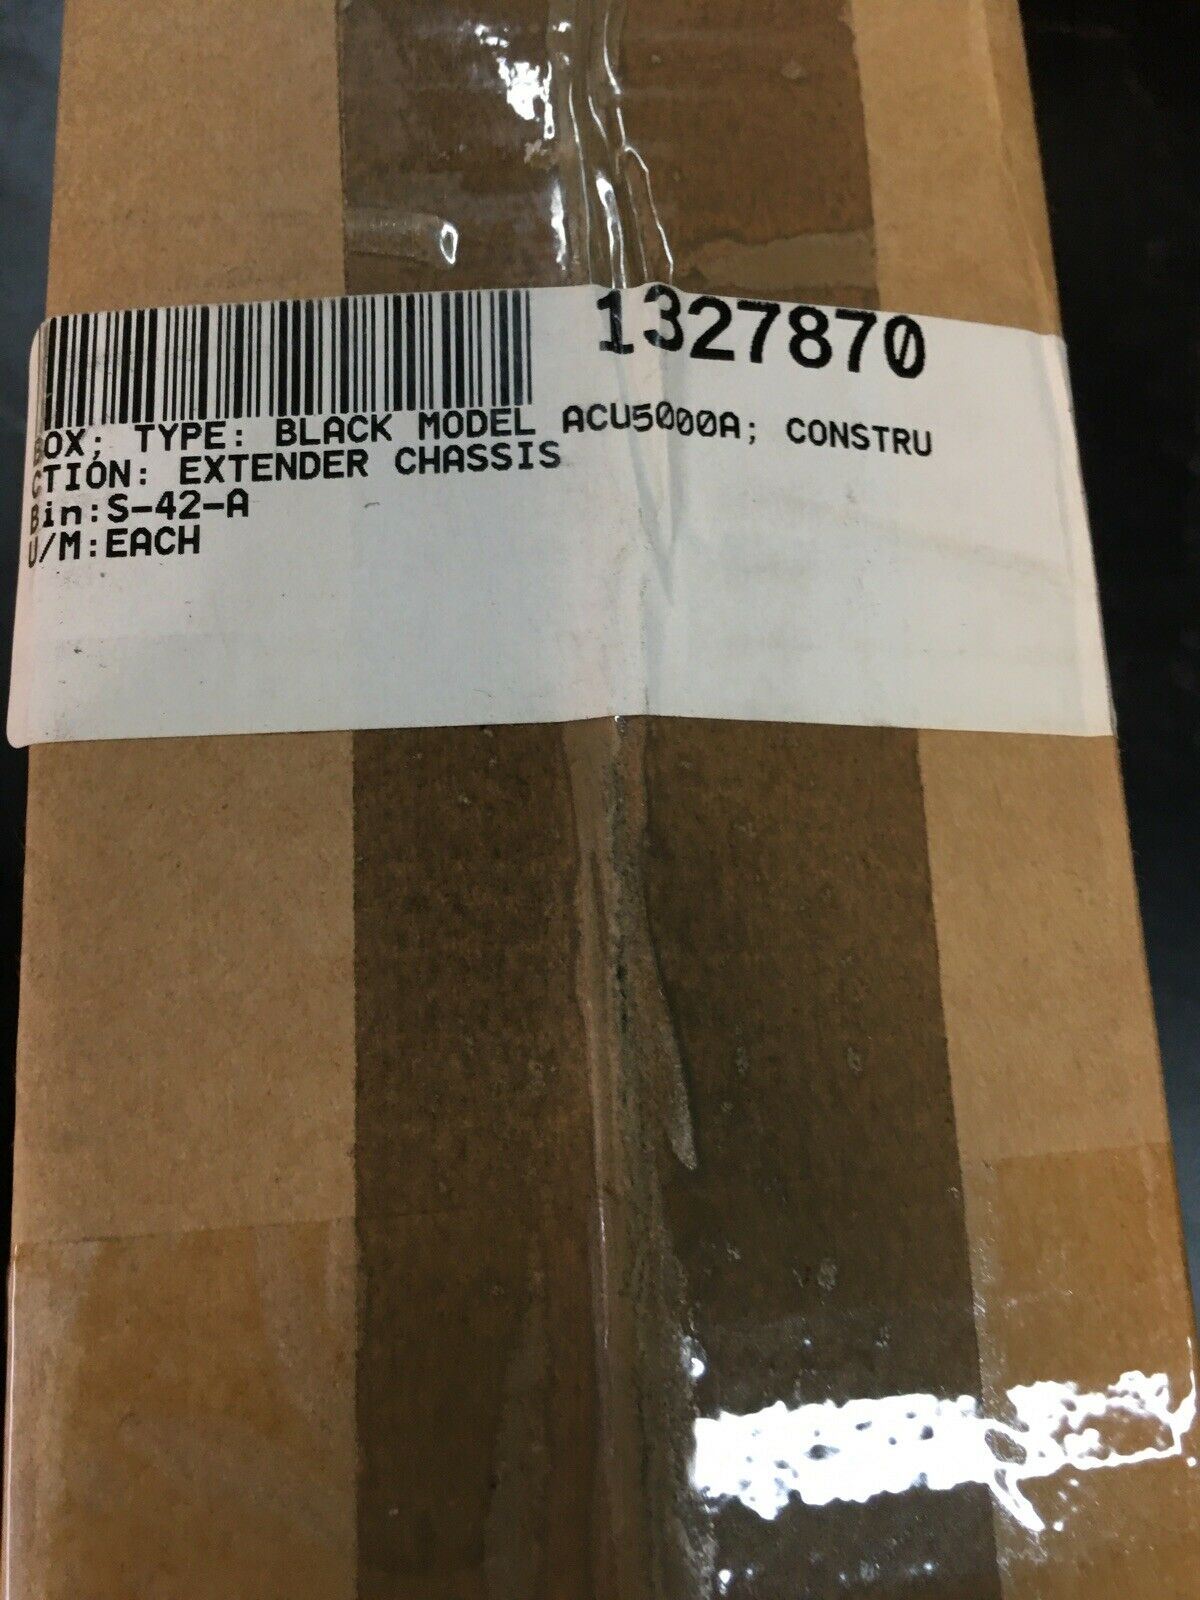 1327870
BOX; TYPE: BLACK MODEL ACU5000A; CONSTRU
CTION: EXTENDER CHASSIS
Bin:S-42-A
U/M:EACH